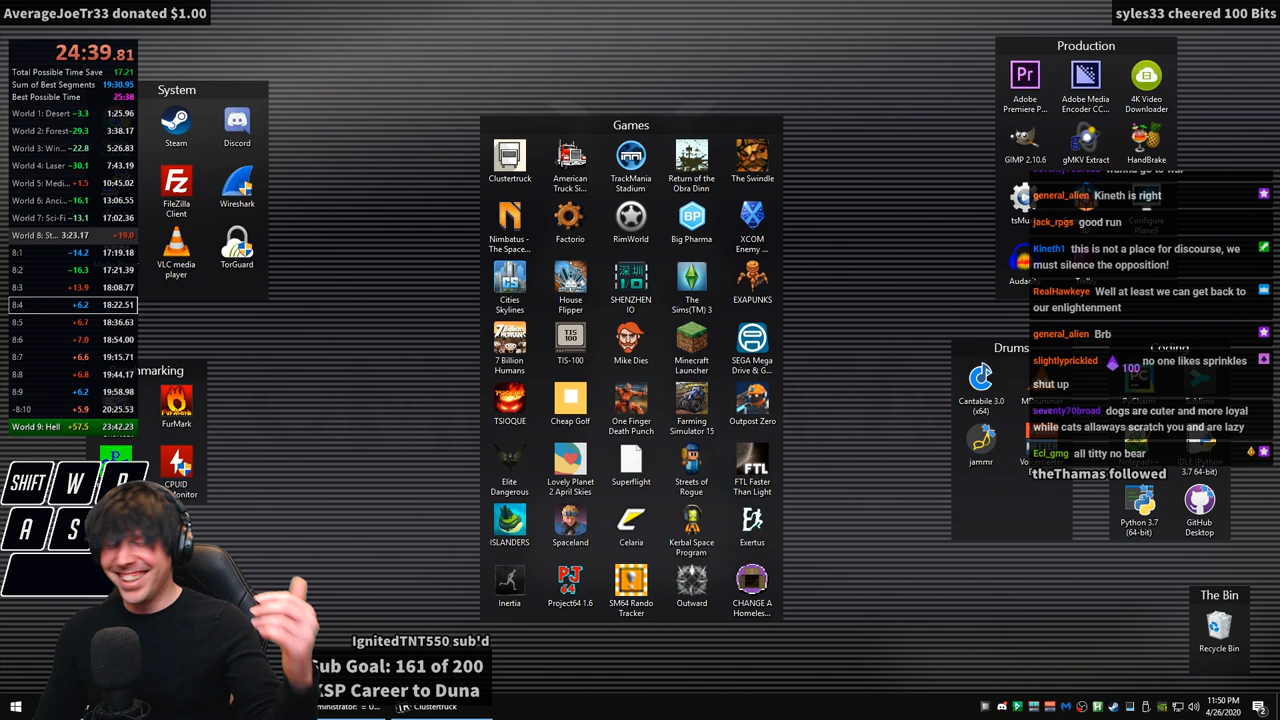 AverageJoeTr33 donated $1.00
syles33 cheered 100 Bits
24:39.81
Total Possible Time Save 17.21
Sum of Best Segments 19:30.95
Best Possible Time 25:38
World 1: Desert −3.3 1:25.96
World 2: Forest −29.3 3:38.17
World 3: Win... −22.8 5:26.83
World 4: Laser −30.1 7:43.19
World 5: Medi... +1.5 10:45.02
World 6: Anci... −16.1 13:06.55
World 7: Sci-Fi −13.1 17:02.36
World 8: St... 3:23.17 +19.0
8:1 −14.2 17:19.18
8:2 −16.3 17:21.39
8:3 +13.9 18:08.77
8:4 +6.2 18:22.51
8:5 +6.7 18:36.63
8:6 +7.0 18:54.00
8:7 +6.6 19:15.71
8:8 +6.8 19:44.17
8:9 +6.2 19:58.98
-8:10 +5.9 20:25.53
World 9: Hell +57.5 23:42.23
System
Steam
Discord
FileZilla Client
Wireshark
VLC media player
TorGuard
nmarking
FurMark
CPUID
Monitor
SHIFT W
A S
Games
Clustertruck
American Truck Si...
TrackMania Stadium
Return of the Obra Dinn
The Swindle
Nimbatus - The Space...
Factorio
RimWorld
Big Pharma
XCOM Enemy ...
Cities Skylines
House Flipper
SHENZHEN IO
The Sims(TM) 3
EXAPUNKS
7 Billion Humans
TIS-100
Mike Dies
Minecraft Launcher
SEGA Mega Drive & G...
TSIOQUE
Cheap Golf
One Finger Death Punch
Farming Simulator 15
Outpost Zero
Elite Dangerous
Lovely Planet 2 April Skies
Superflight
Streets of Rogue
FTL Faster Than Light
ISLANDERS
Spaceland
Celaria
Kerbal Space Program
Exertus
Inertia
Project64 1.6
SM64 Rando Tracker
Outward
CHANGE A Homeles...
Production
Adobe Premiere P...
Adobe Media Encoder CC...
4K Video Downloader
GIMP 2.10.6
gMKV Extract
HandBrake
general_alien Kineth is right
jack_rpgs good run
Kineth1 this is not a place for discourse, we
must silence the opposition!
RealHawkeye Well at least we can get back to
our enlightenment
general_alien Brb
slightlyprickled 100 no one likes sprinkles
shut up
seventy70broad dogs are cuter and more loyal
while cats allaways scratch you and are lazy
Ecl_gmg all titty no bear
theThamas followed
Drums
Cantabile 3.0 (x64)
jammr
Python 3.7 (64-bit)
GitHub Desktop
The Bin
Recycle Bin
IgnitedTNT550 sub'd
Sub Goal: 161 of 200
KSP Career to Duna
Clustertruck
11:50 PM
4/26/2020